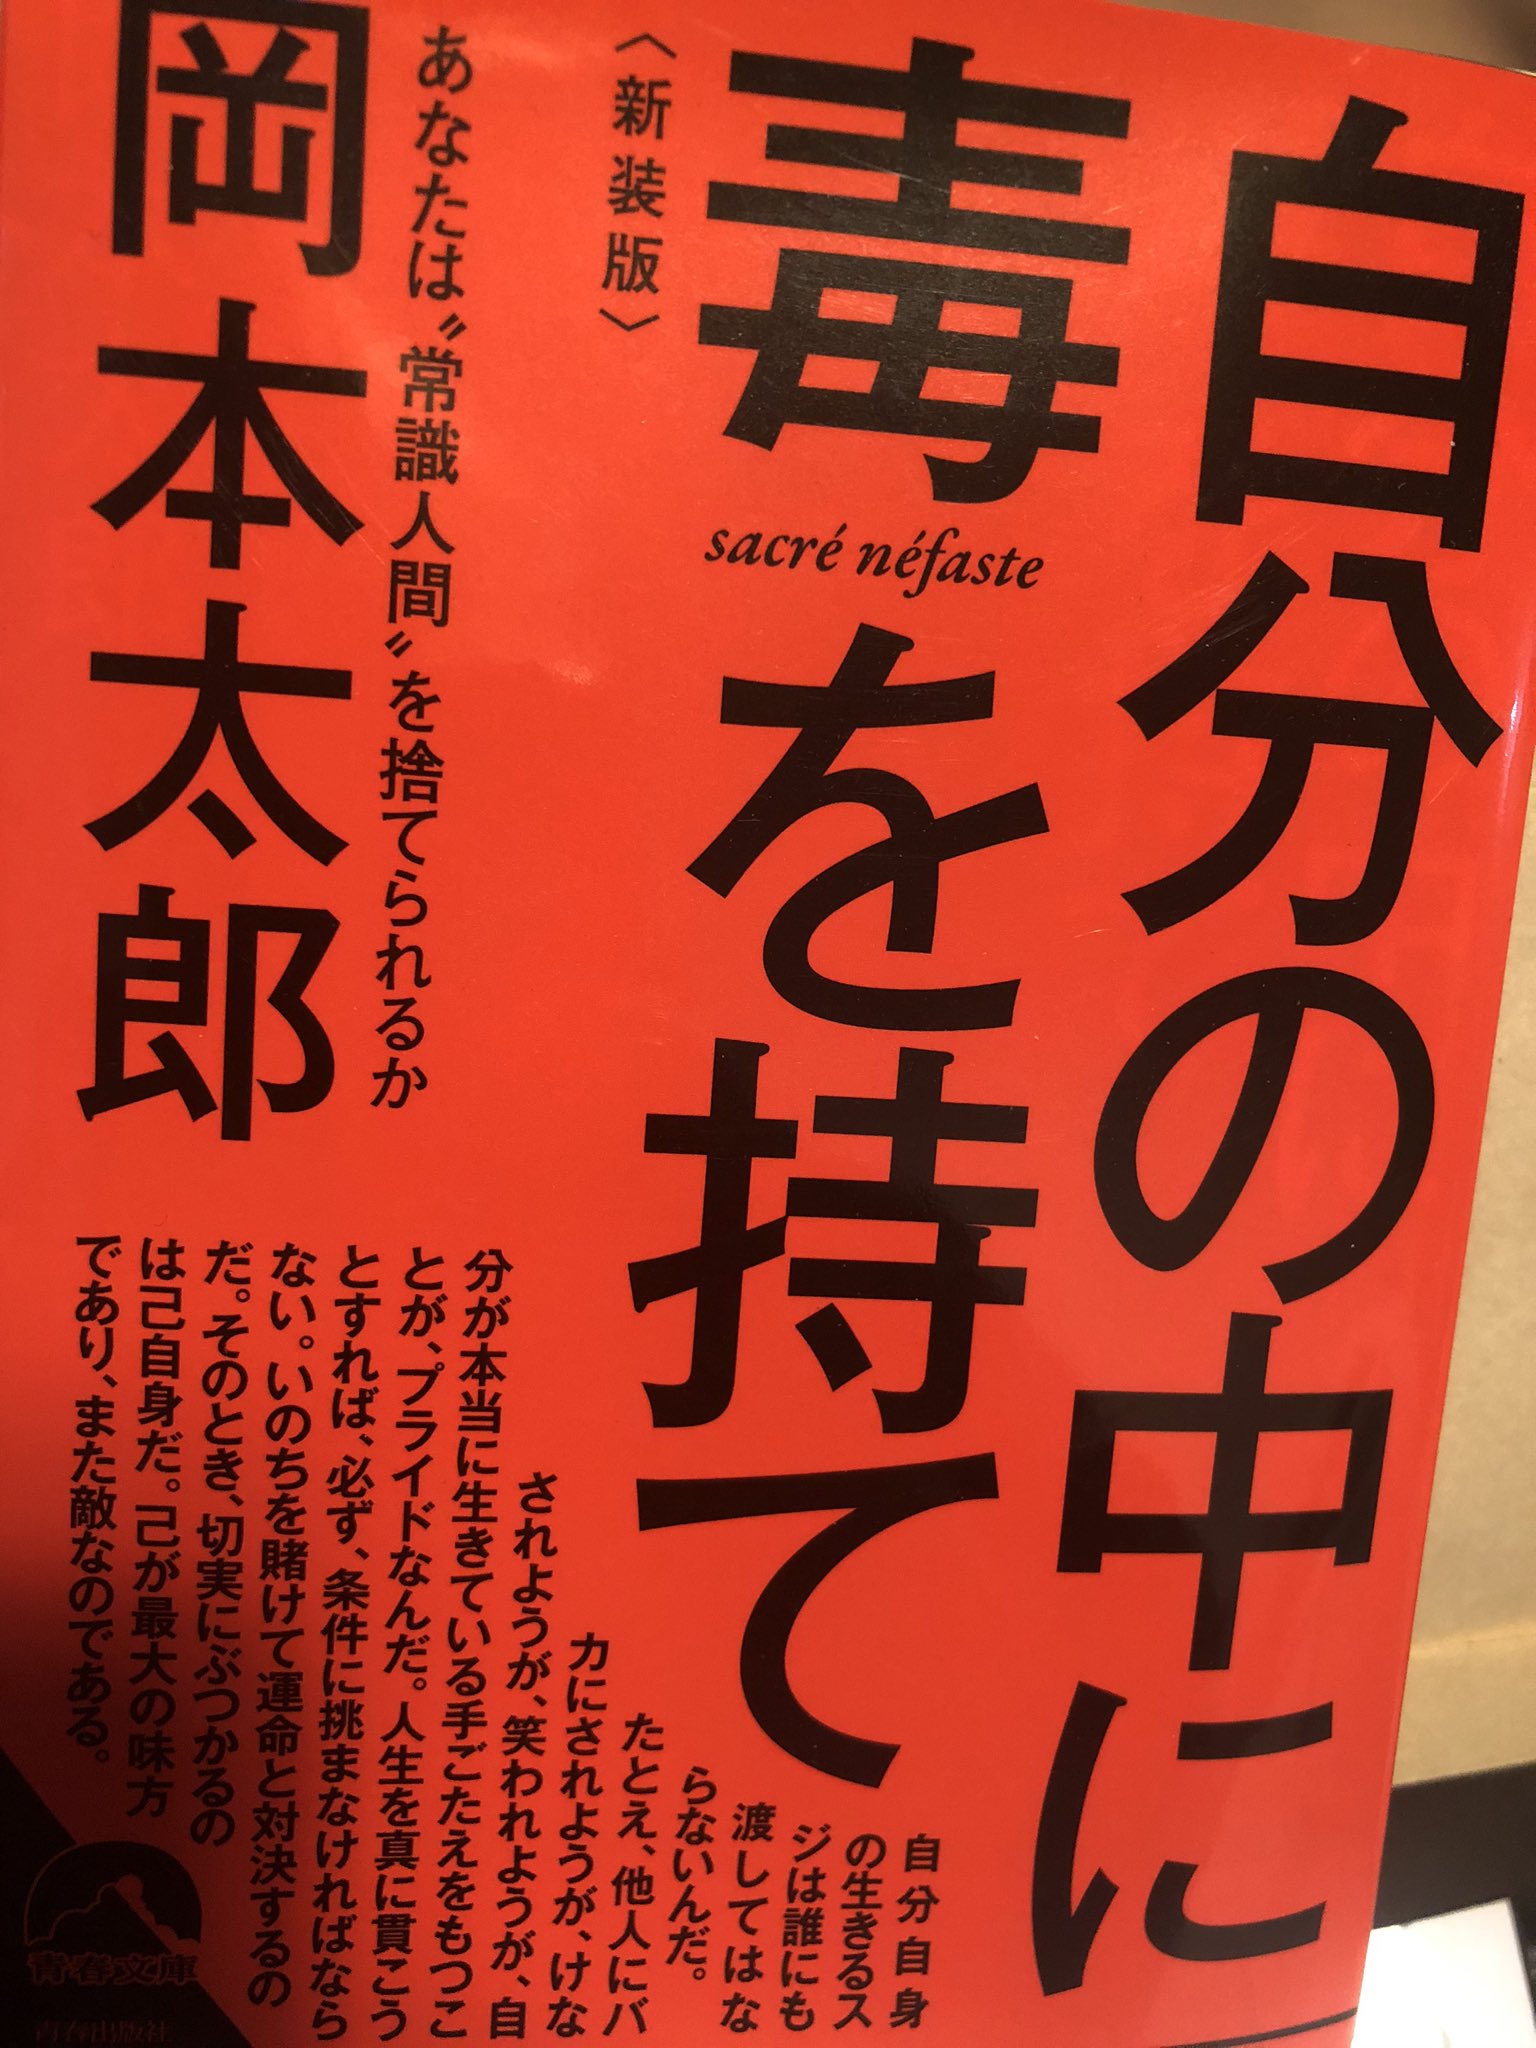 自分の中に
毒を持て
sacré néfaste
〈新装版〉
あなたは〝常識人間〟を捨てられるか
岡本太郎
自分自身
の生きるス
ジは誰にも
渡してはな
らないんだ。
たとえ、他人にバ
カにされようが、けな
されようが、笑われようが、自
分が本当に生きている手ごたえをもつこ
とが、プライドなんだ。人生を真に貫こう
とすれば、必ず、条件に挑まなければなら
ない。いのちを賭けて運命と対決するの
だ。そのとき、切実にぶつかるの
は己自身だ。己が最大の味方
であり、また敵なのである。
青春文庫
青春出版社